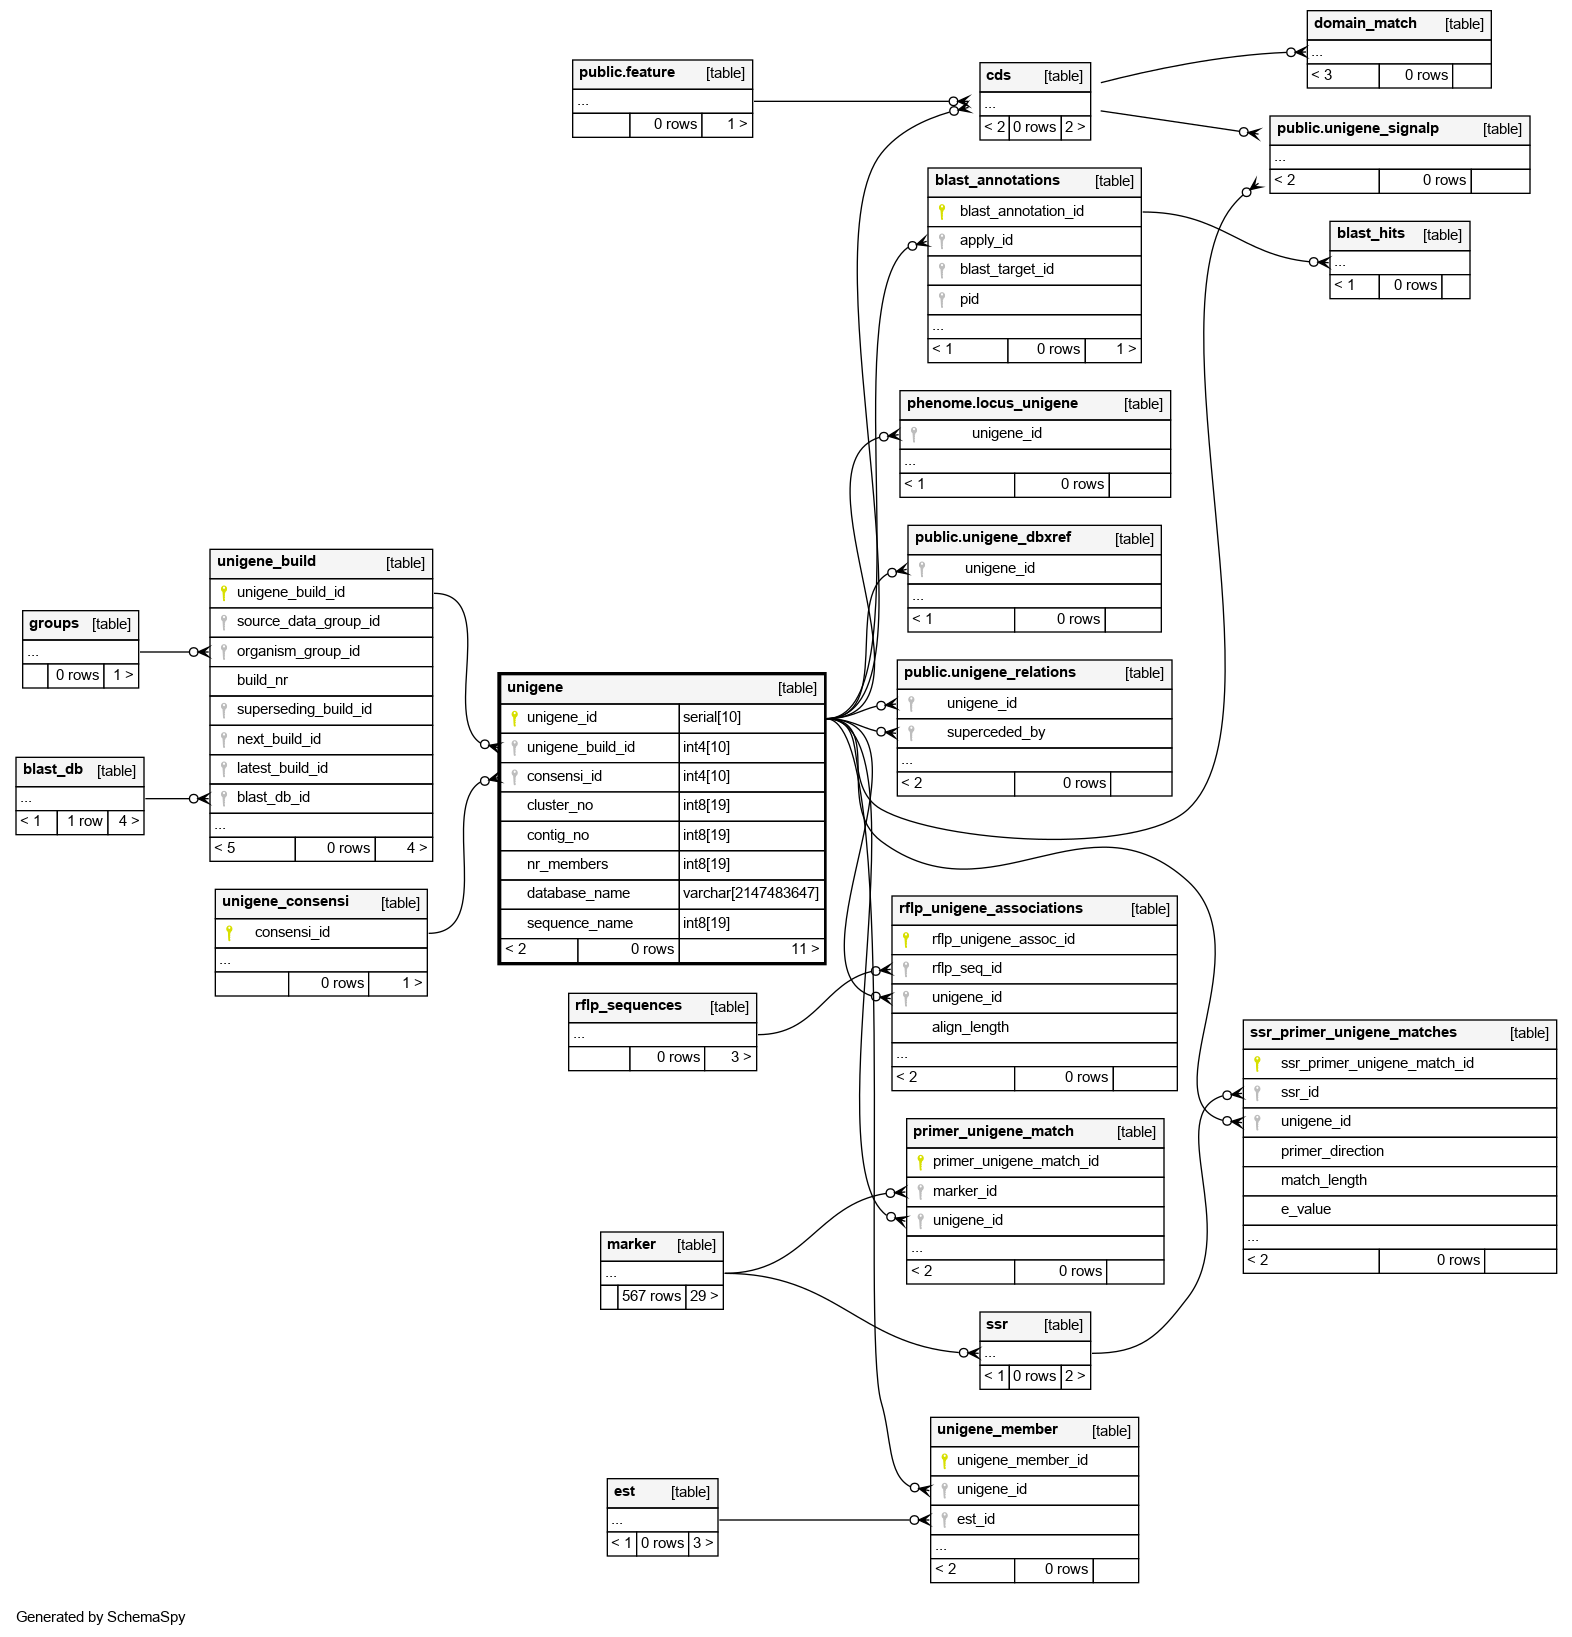 domain_match [table]
...
< 3 0 rows
public.feature [table]
...
0 rows 1 >
cds [table]
...
< 2 0 rows 2 >
public.unigene_signalp [table]
...
< 2 0 rows
blast_annotations [table]
blast_annotation_id
apply_id
blast_target_id
pid
...
< 1 0 rows 1 >
blast_hits [table]
...
< 1 0 rows
phenome.locus_unigene [table]
unigene_id
...
< 1 0 rows
public.unigene_dbxref [table]
unigene_id
...
< 1 0 rows
unigene_build [table]
unigene_build_id
source_data_group_id
organism_group_id
build_nr
superseding_build_id
next_build_id
latest_build_id
blast_db_id
...
< 5 0 rows 4 >
groups [table]
...
0 rows 1 >
blast_db [table]
...
< 1 1 row 4 >
unigene_consensi [table]
consensi_id
...
0 rows 1 >
unigene [table]
unigene_id serial[10]
unigene_build_id int4[10]
consensi_id int4[10]
cluster_no int8[19]
contig_no int8[19]
nr_members int8[19]
database_name varchar[2147483647]
sequence_name int8[19]
< 2 0 rows 11 >
public.unigene_relations [table]
unigene_id
superceded_by
...
< 2 0 rows
rflp_unigene_associations [table]
rflp_unigene_assoc_id
rflp_seq_id
unigene_id
align_length
...
< 2 0 rows
rflp_sequences [table]
...
0 rows 3 >
ssr_primer_unigene_matches [table]
ssr_primer_unigene_match_id
ssr_id
unigene_id
primer_direction
match_length
e_value
...
< 2 0 rows
primer_unigene_match [table]
primer_unigene_match_id
marker_id
unigene_id
...
< 2 0 rows
marker [table]
...
567 rows 29 >
ssr [table]
...
< 1 0 rows 2 >
unigene_member [table]
unigene_member_id
unigene_id
est_id
...
< 2 0 rows
est [table]
...
< 1 0 rows 3 >
Generated by SchemaSpy